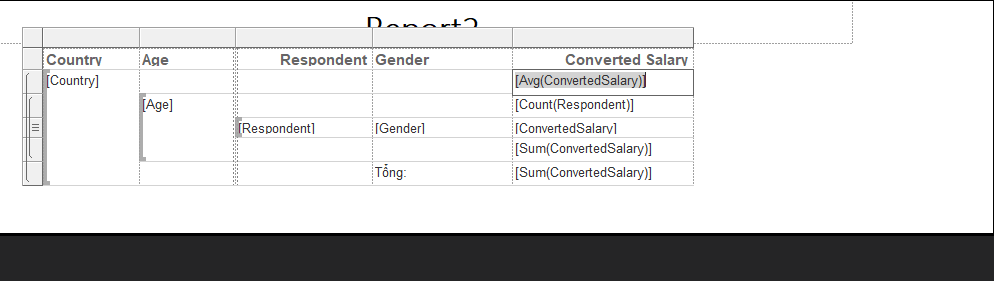 Report2
Country Age Respondent Gender Converted Salary
[Country] [Avg(ConvertedSalary)]
[Age] [Count(Respondent)]
[Respondent] [Gender] [ConvertedSalary]
[Sum(ConvertedSalary)]
Tổng: [Sum(ConvertedSalary)]